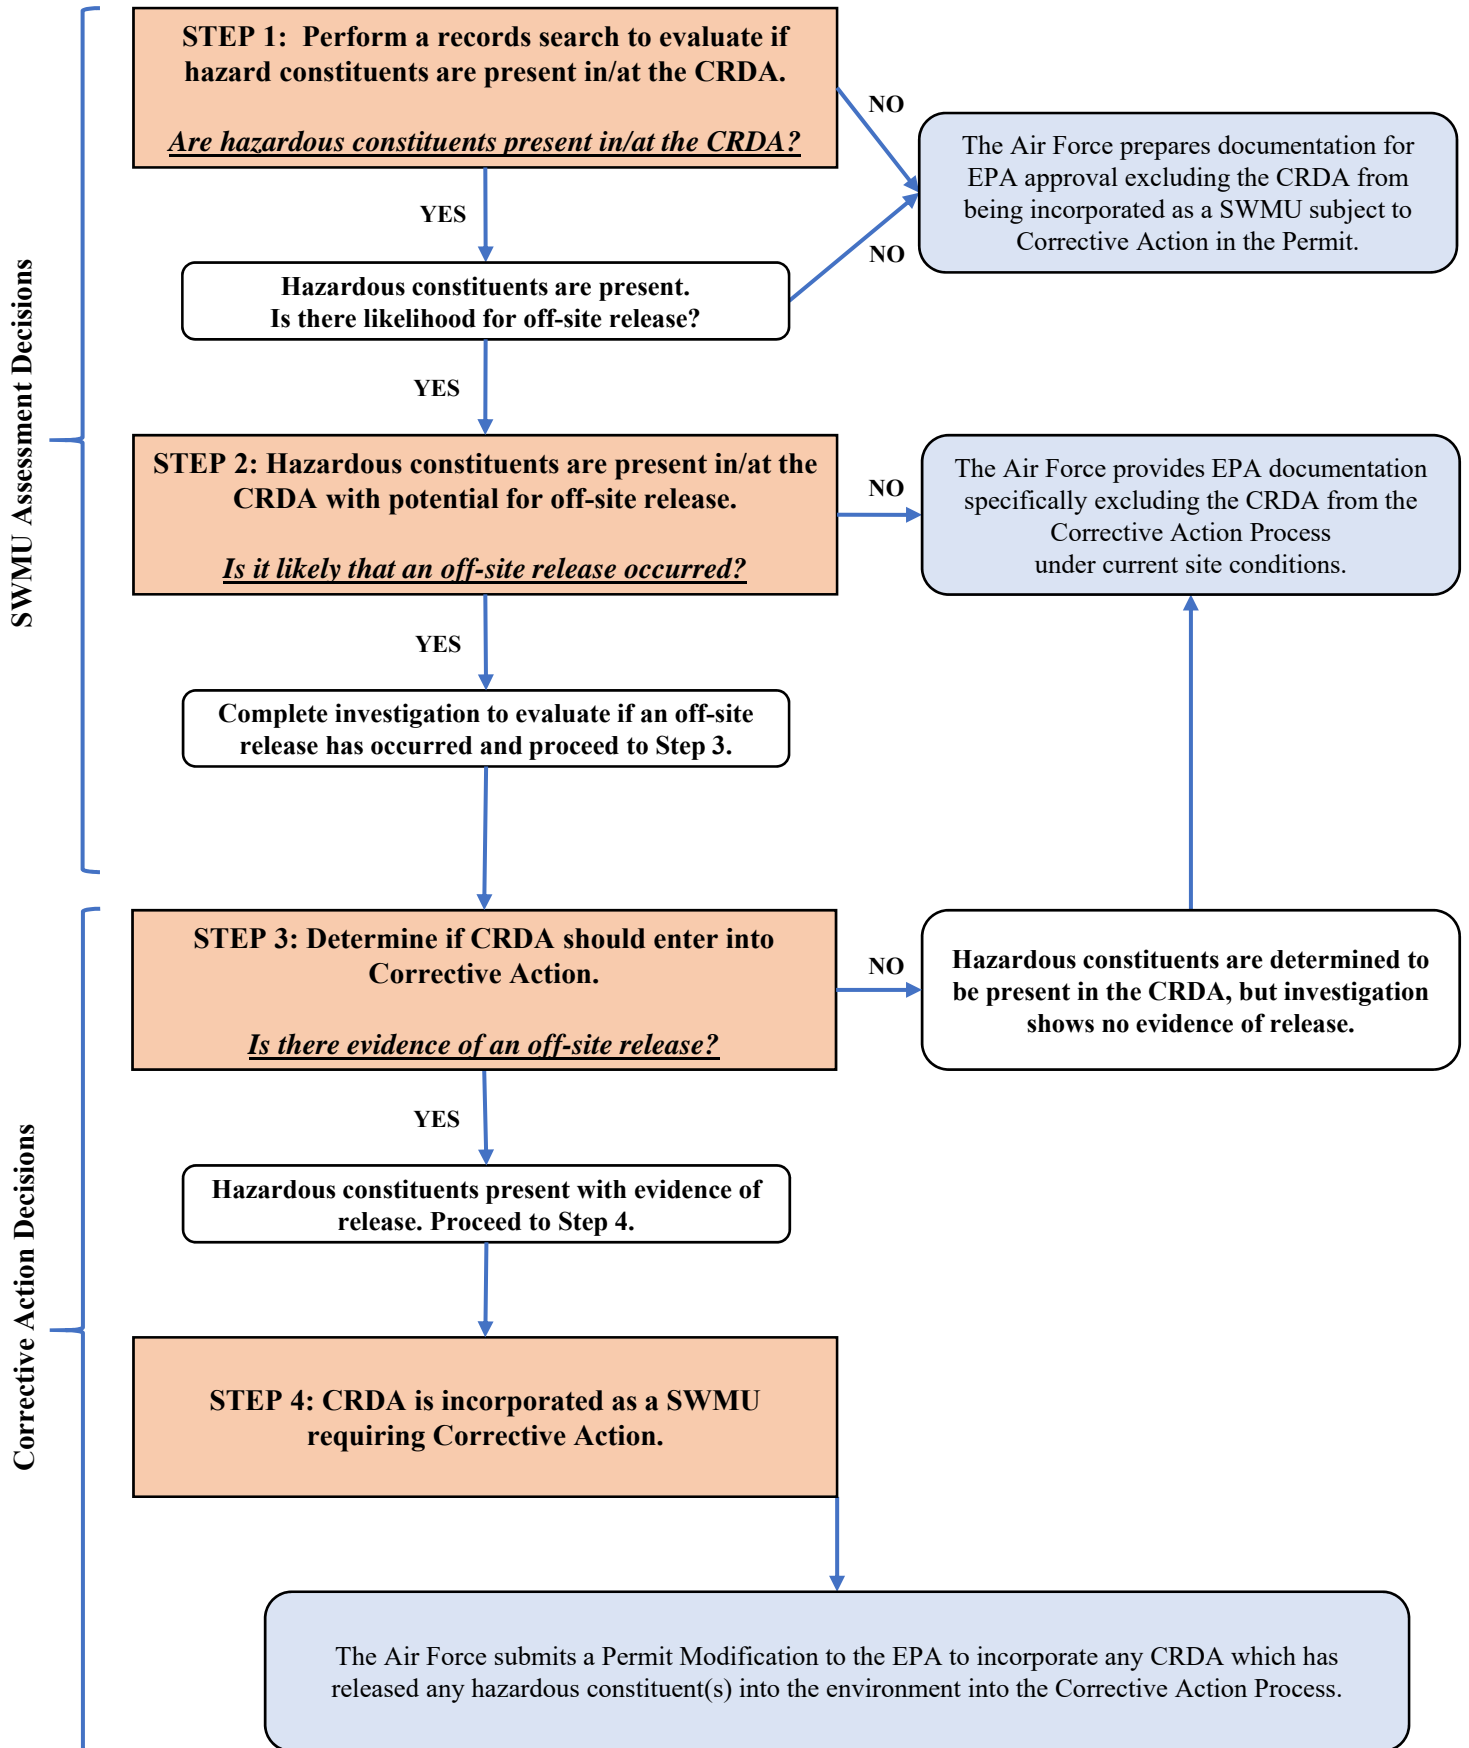 STEP 1:  Perform a records search to evaluate if
hazard constituents are present in/at the CRDA.
Are hazardous constituents present in/at the CRDA?
NO
The Air Force prepares documentation for
EPA approval excluding the CRDA from
being incorporated as a SWMU subject to
Corrective Action in the Permit.
YES
NO
Hazardous constituents are present.
Is there likelihood for off-site release?
SWMU Assessment Decisions
YES
STEP 2: Hazardous constituents are present in/at the
CRDA with potential for off-site release.
Is it likely that an off-site release occurred?
NO
The Air Force provides EPA documentation
specifically excluding the CRDA from the
Corrective Action Process
under current site conditions.
YES
Complete investigation to evaluate if an off-site
release has occurred and proceed to Step 3.
STEP 3: Determine if CRDA should enter into
Corrective Action.
Is there evidence of an off-site release?
NO
Hazardous constituents are determined to
be present in the CRDA, but investigation
shows no evidence of release.
YES
Hazardous constituents present with evidence of
release. Proceed to Step 4.
Corrective Action Decisions
STEP 4: CRDA is incorporated as a SWMU
requiring Corrective Action.
The Air Force submits a Permit Modification to the EPA to incorporate any CRDA which has
released any hazardous constituent(s) into the environment into the Corrective Action Process.